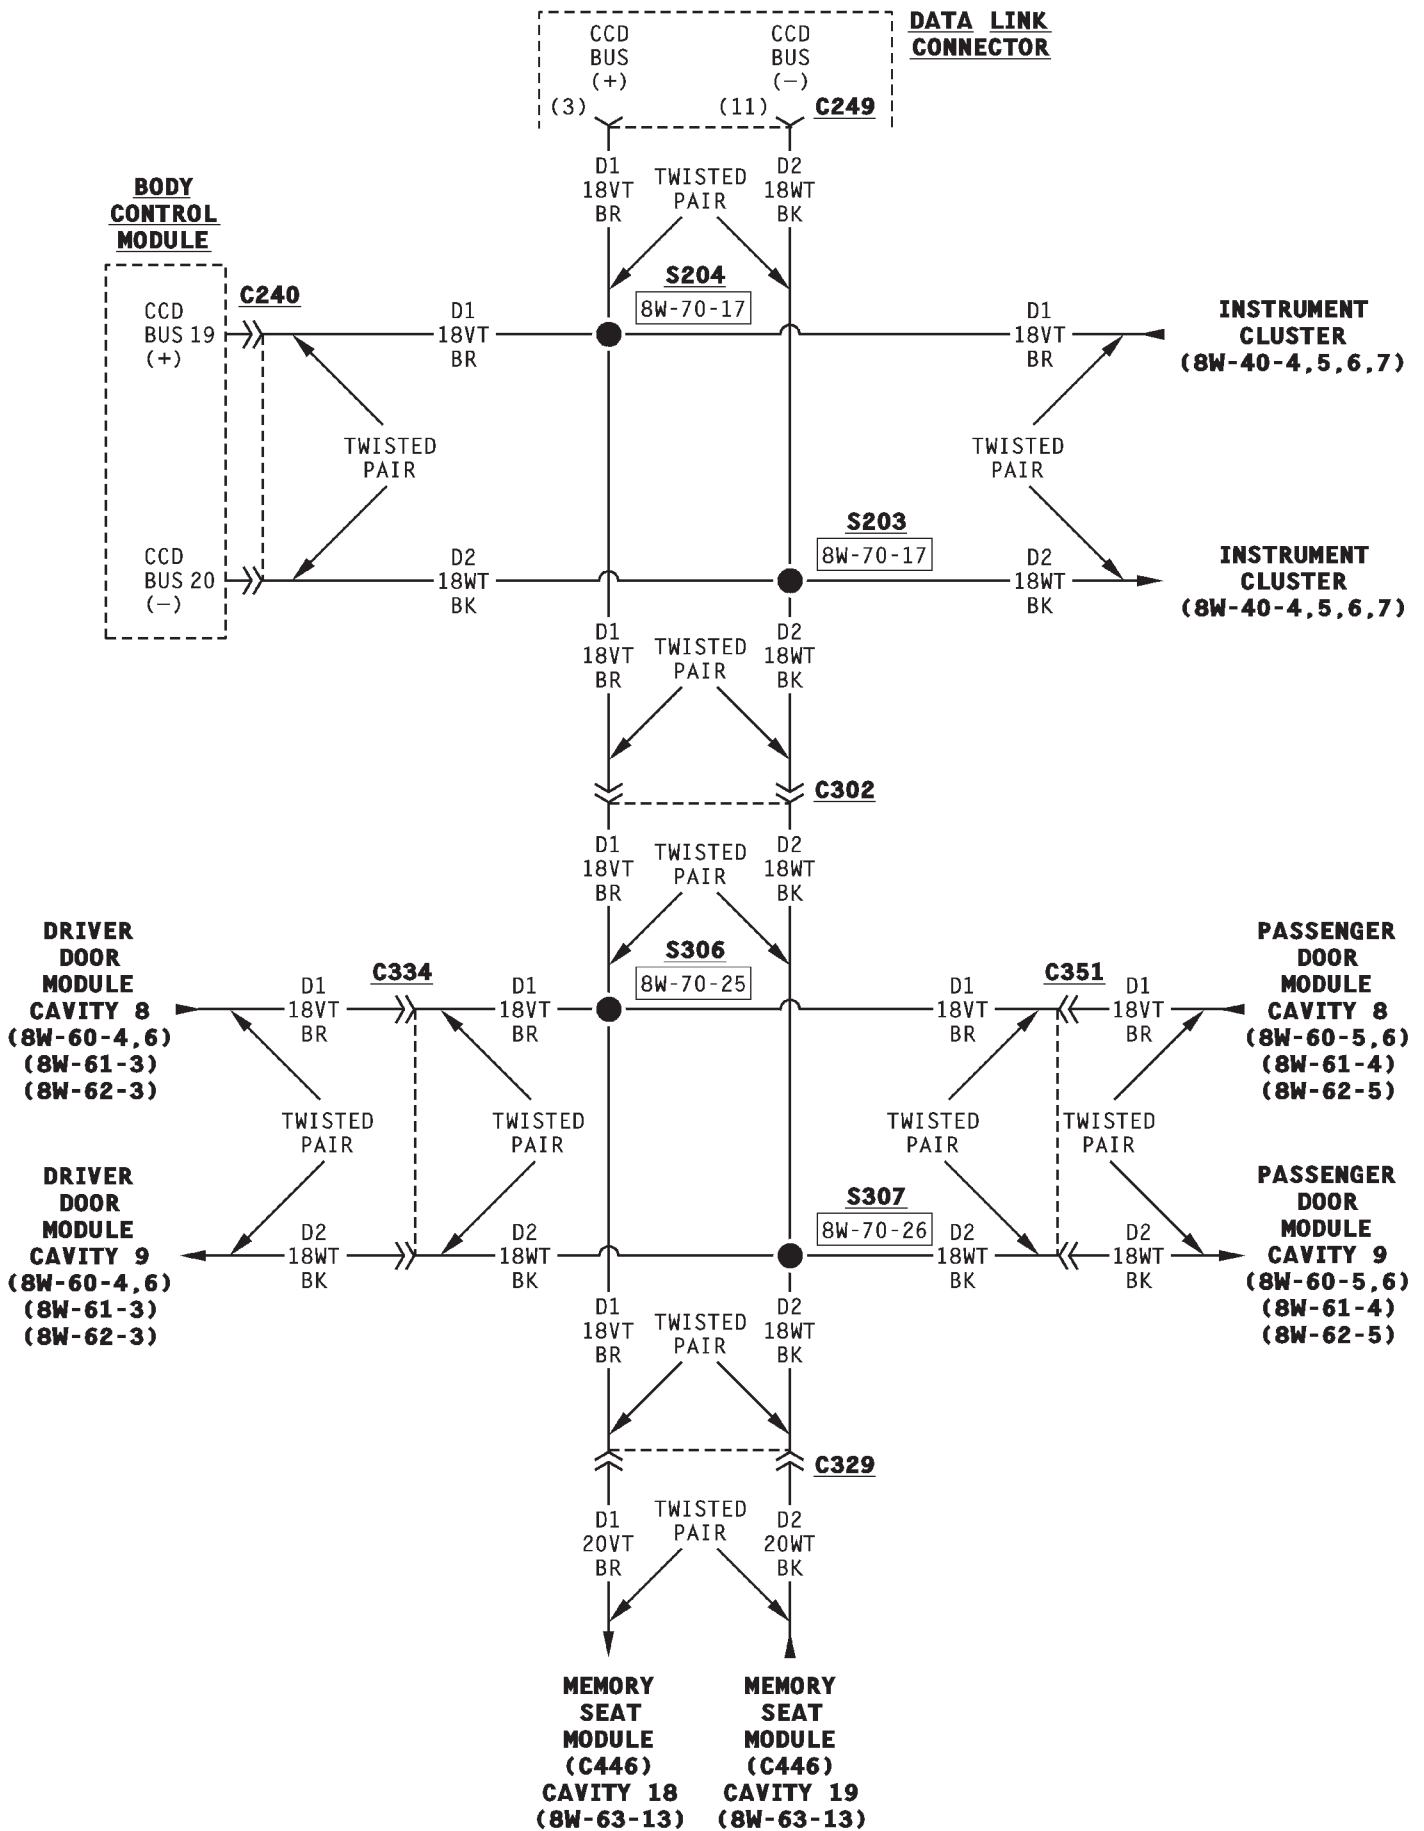 DATA LINK
CONNECTOR
CCD
BUS
(+)
CCD
BUS
(—)
(3)
(11)
C249
D1
18VT
BR
TWISTED
PAIR
D2
18WT
BK
BODY
CONTROL
MODULE
C240
CCD
BUS 19
(+)
D1
18VT
BR
S204
8W-70-17
D1
18VT
BR
INSTRUMENT
CLUSTER
(8W-40-4,5,6,7)
TWISTED
PAIR
TWISTED
PAIR
CCD
BUS 20
(—)
D2
18WT
BK
S203
8W-70-17
D2
18WT
BK
INSTRUMENT
CLUSTER
(8W-40-4,5,6,7)
D1
18VT
BR
TWISTED
PAIR
D2
18WT
BK
C302
D1
18VT
BR
TWISTED
PAIR
D2
18WT
BK
DRIVER
DOOR
MODULE
CAVITY 8
(8W-60-4,6)
(8W-61-3)
(8W-62-3)
D1
18VT
BR
C334
D1
18VT
BR
S306
8W-70-25
D1
18VT
BR
C351
D1
18VT
BR
PASSENGER
DOOR
MODULE
CAVITY 8
(8W-60-5,6)
(8W-61-4)
(8W-62-5)
TWISTED
PAIR
TWISTED
PAIR
TWISTED
PAIR
TWISTED
PAIR
DRIVER
DOOR
MODULE
CAVITY 9
(8W-60-4,6)
(8W-61-3)
(8W-62-3)
D2
18WT
BK
D2
18WT
BK
S307
8W-70-26
D2
18WT
BK
D2
18WT
BK
PASSENGER
DOOR
MODULE
CAVITY 9
(8W-60-5,6)
(8W-61-4)
(8W-62-5)
D1
18VT
BR
TWISTED
PAIR
D2
18WT
BK
C329
D1
20VT
BR
TWISTED
PAIR
D2
20WT
BK
MEMORY
SEAT
MODULE
(C446)
CAVITY 18
(8W-63-13)
MEMORY
SEAT
MODULE
(C446)
CAVITY 19
(8W-63-13)